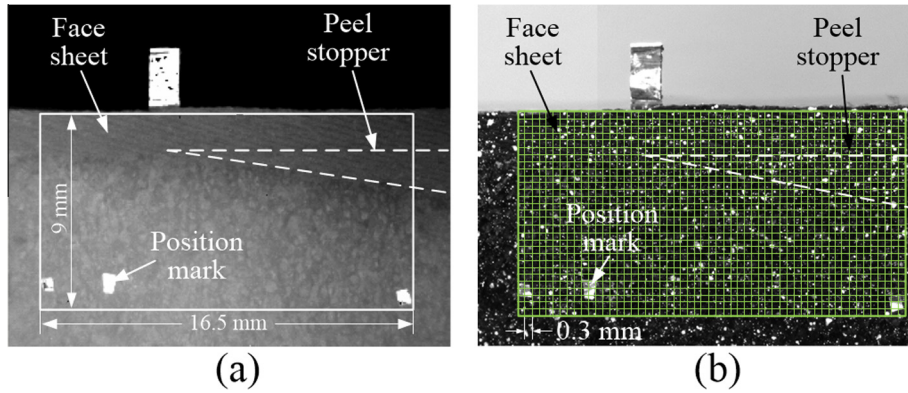 Face
sheet
Peel
stopper
9 mm
Position
mark
16.5 mm
(a)
Face
sheet
Peel
stopper
Position
mark
0.3 mm
(b)